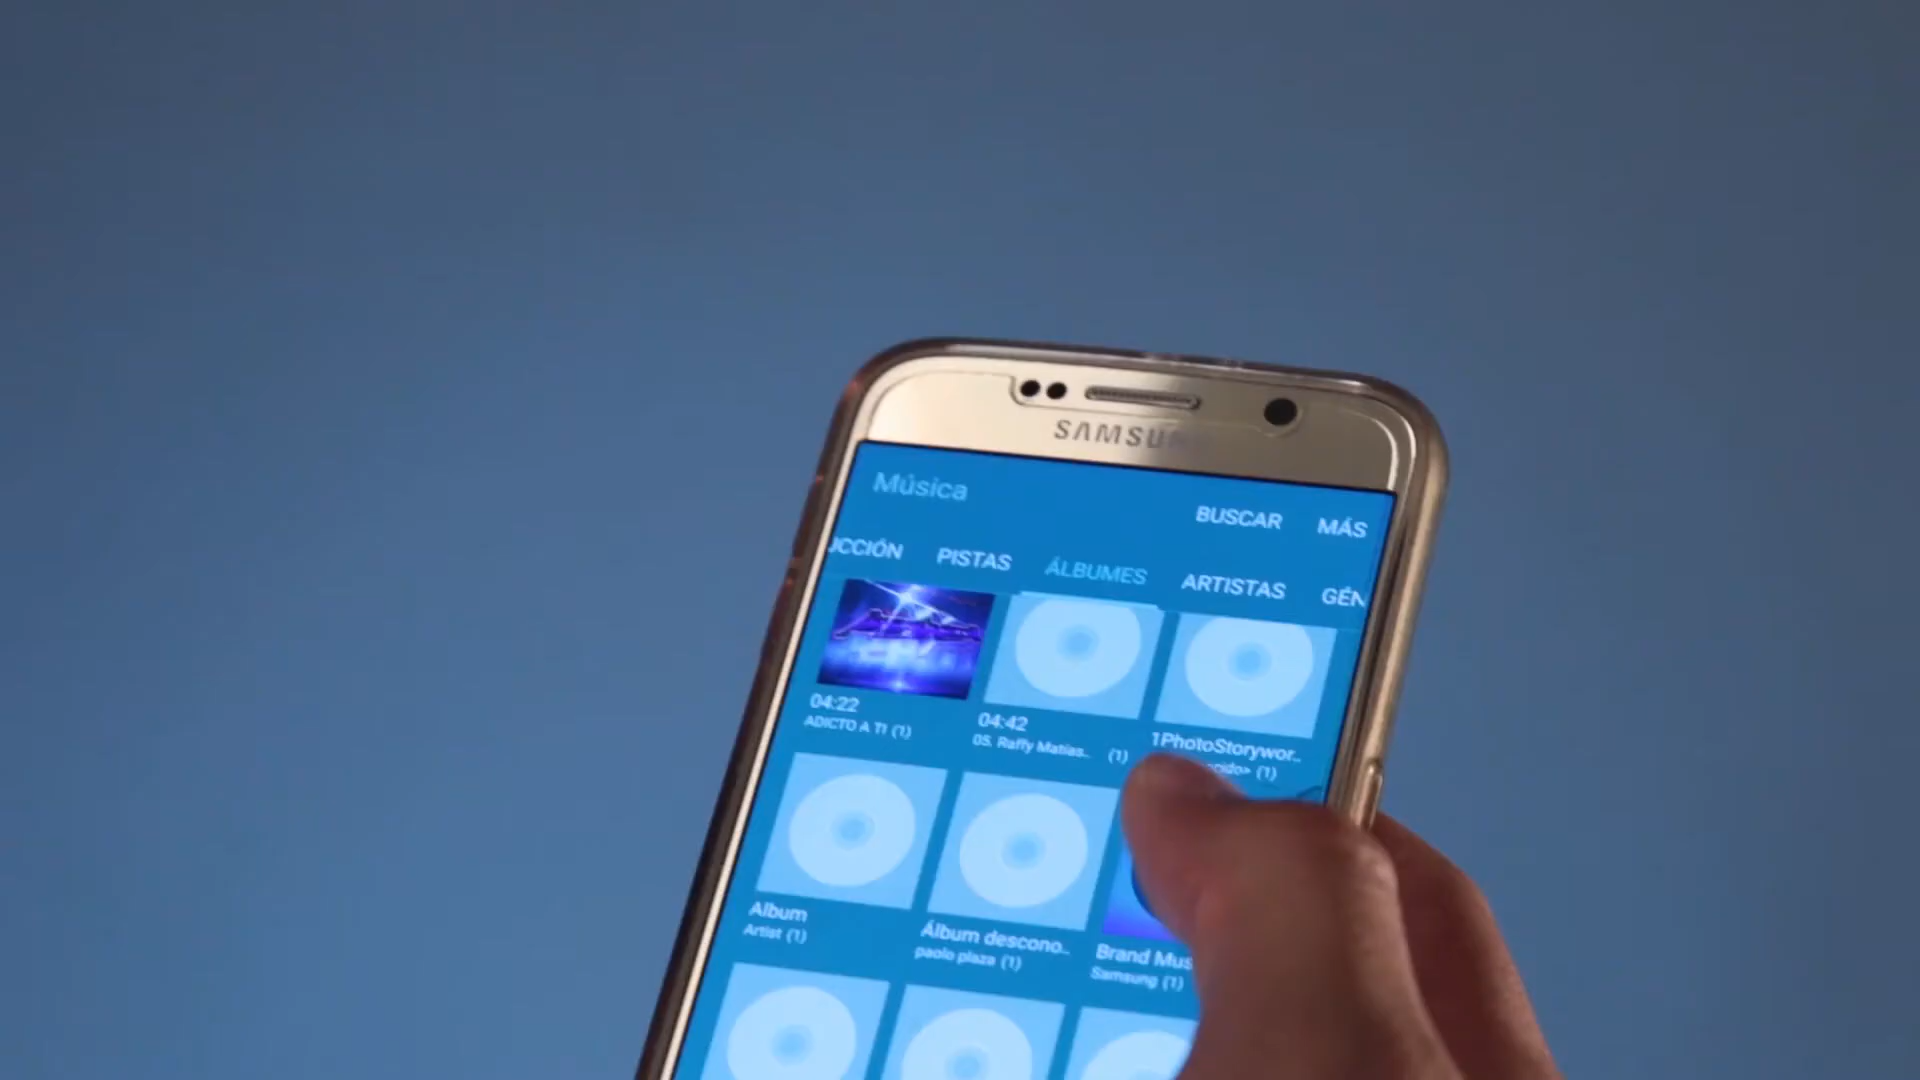 SAMSUNG
Música
BUSCAR MÁS
UCCIÓN PISTAS ÁLBUMES ARTISTAS GÉN
04:22
ADICTO A TI (1)
04:42
05. Raffy Matías.. (1)
1PhotoStorywor..
(1)
Album
Artist (1)
Álbum descono..
paolo plaza (1)
Brand Mus
Samsung (1)